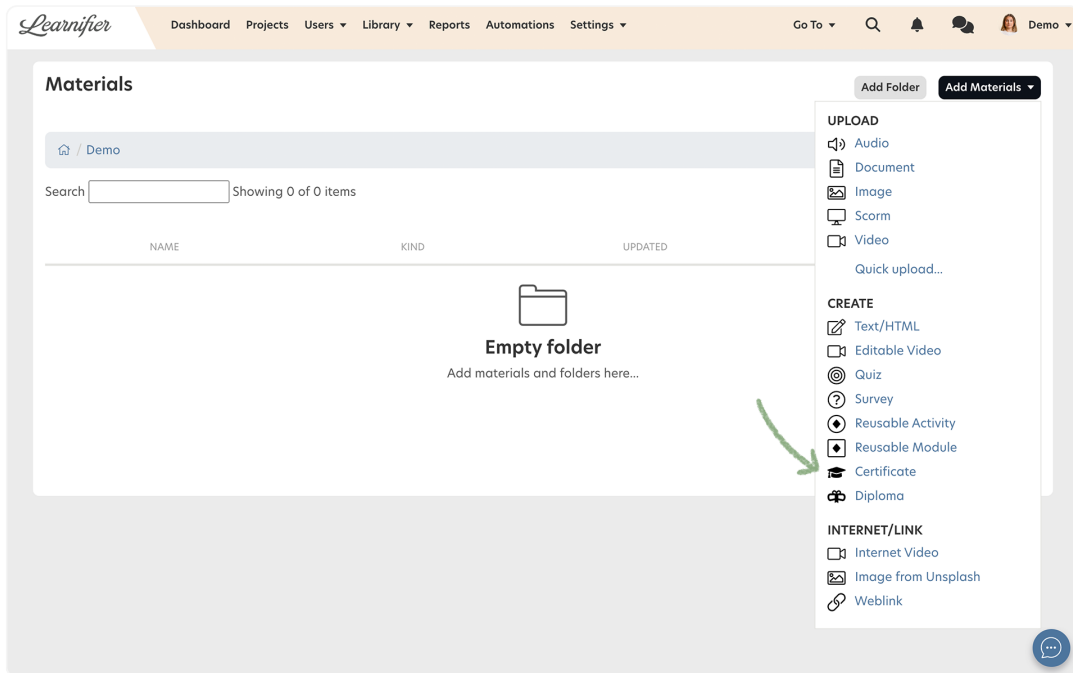 Learnifier
Dashboard Projects Users Library Reports Automations Settings Go To Demo
Materials
Add Folder Add Materials
/ Demo
Search Showing 0 of 0 items
NAME KIND UPDATED
Empty folder
Add materials and folders here...
UPLOAD
Audio
Document
Image
Scorm
Video
Quick upload...
CREATE
Text/HTML
Editable Video
Quiz
Survey
Reusable Activity
Reusable Module
Certificate
Diploma
INTERNET/LINK
Internet Video
Image from Unsplash
Weblink